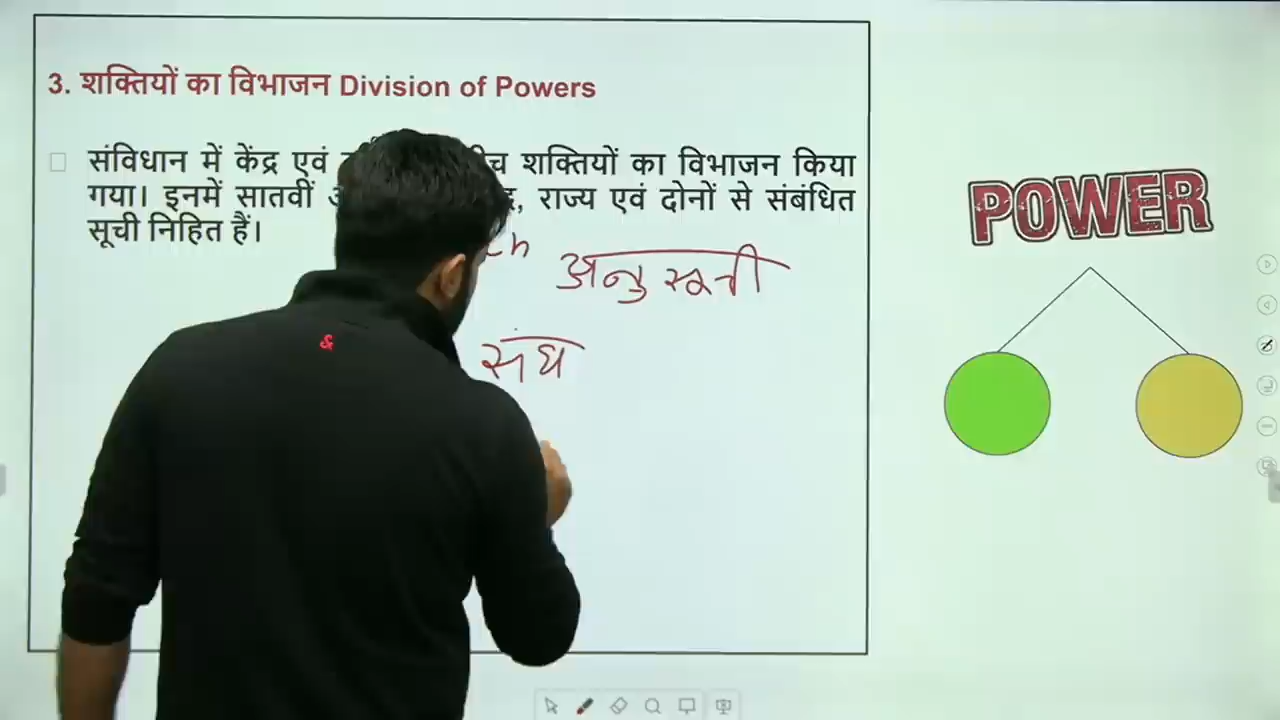 3. शक्तियों का विभाजन Division of Powers
संविधान में केंद्र एवं शक्तियों का विभाजन किया
गया। इनमें सातवीं राज्य एवं दोनों से संबंधित
सूची निहित हैं।
अनुसूची
संघ
POWER
&